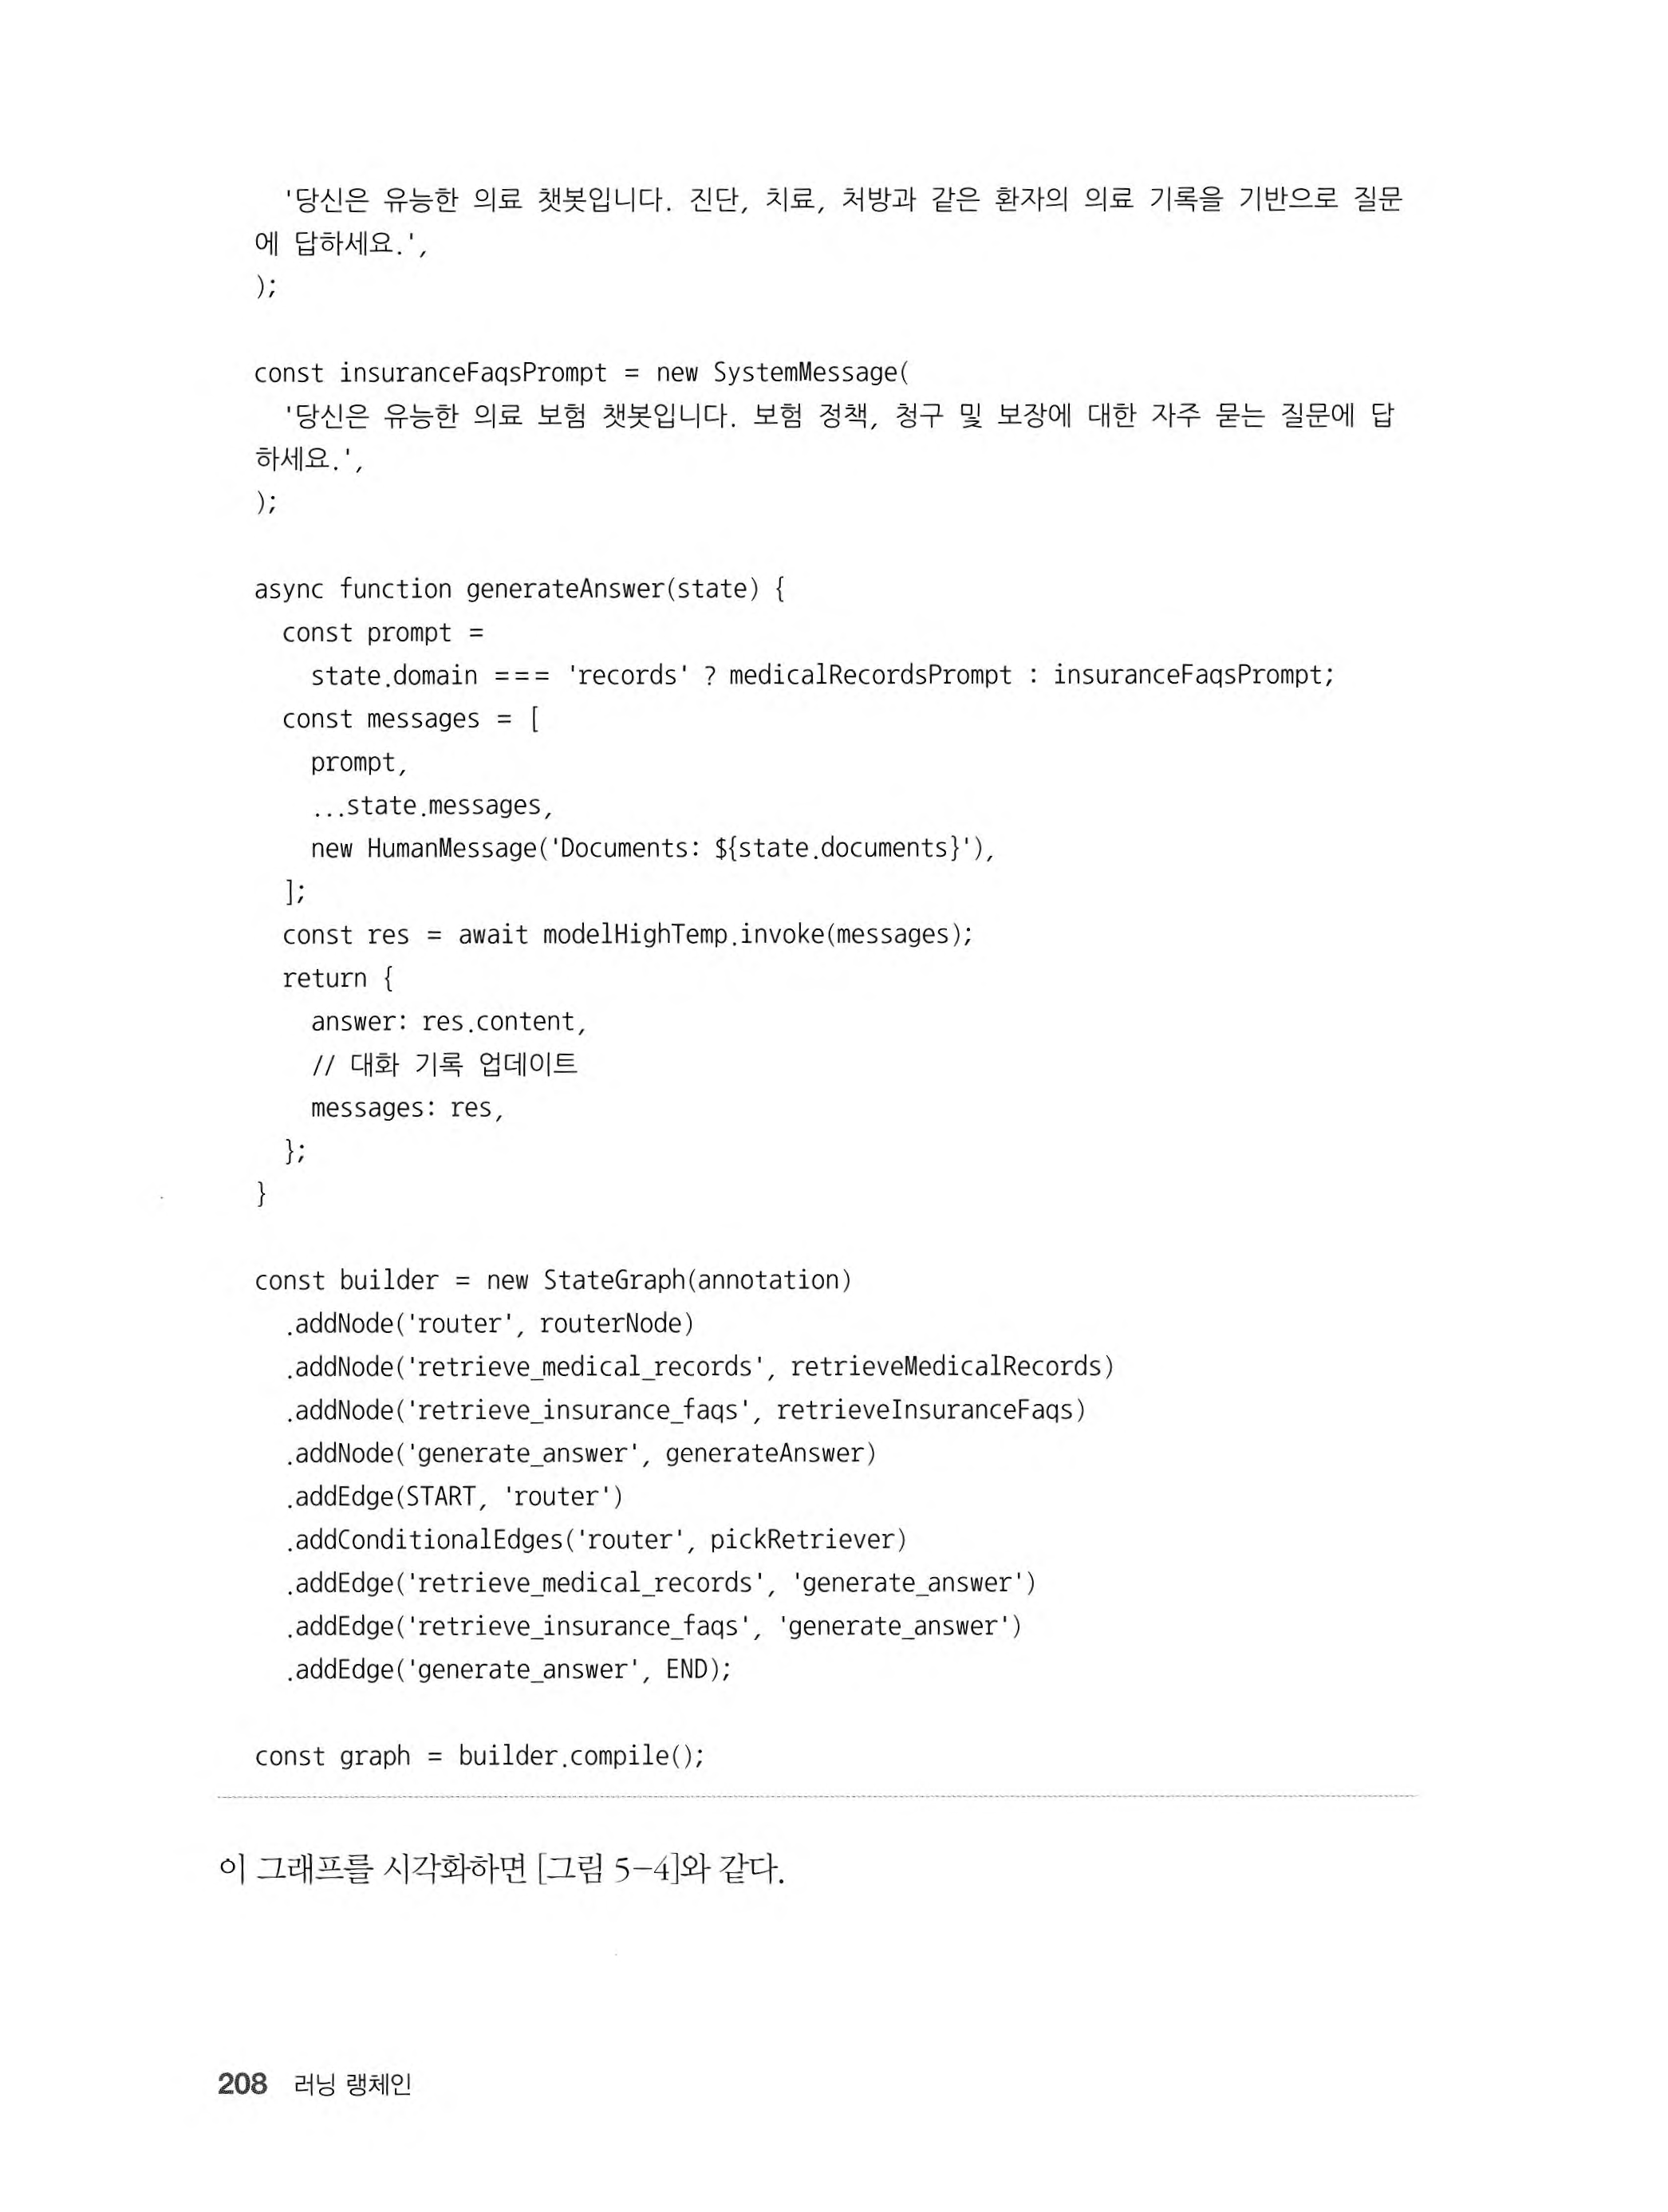 '당신은 유능한 의료 챗봇입니다. 진단, 치료, 처방과 같은 환자의 의료 기록을 기반으로 질문
에 답하세요.',
);
const insuranceFaqsPrompt = new SystemMessage(
'당신은 유능한 의료 보험 챗봇입니다. 보험 정책, 청구 및 보장에 대한 자주 묻는 질문에 답
하세요.',
);
async function generateAnswer(state) {
const prompt =
state.domain === 'records' ? medicalRecordsPrompt : insuranceFaqsPrompt;
const messages = [
prompt,
...state.messages,
new HumanMessage('Documents: ${state.documents}'),
];
const res = await modelHighTemp.invoke(messages);
return {
answer: res.content,
// 대화 기록 업데이트
messages: res,
};
}
const builder = new StateGraph(annotation)
.addNode('router', routerNode)
.addNode('retrieve_medical_records', retrieveMedicalRecords)
.addNode('retrieve_insurance_faqs', retrieveInsuranceFaqs)
.addNode('generate_answer', generateAnswer)
.addEdge(START, 'router')
.addConditionalEdges('router', pickRetriever)
.addEdge('retrieve_medical_records', 'generate_answer')
.addEdge('retrieve_insurance_faqs', 'generate_answer')
.addEdge('generate_answer', END);
const graph = builder.compile();
이 그래프를 시각화하면 [그림 5-4]와 같다.
208 러닝 랭체인